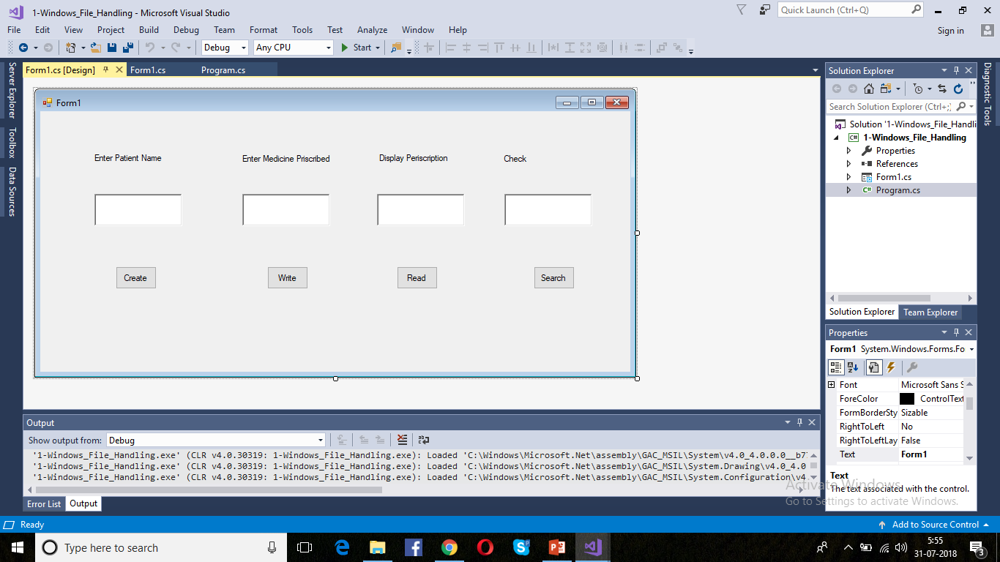 1-Windows_File_Handling - Microsoft Visual Studio
Quick Launch (Ctrl+Q)
File Edit View Project Build Debug Team Format Tools Test Analyze Window Help
Sign in
Debug Any CPU Start
Server Explorer
Toolbox
Data Sources
Form1.cs [Design] Form1.cs Program.cs
Form1
Enter Patient Name Enter Medicine Priscribed Display Periscription Check
Create Write Read Search
Output
Show output from: Debug
'1-Windows_File_Handling.exe' (CLR v4.0.30319: 1-Windows_File_Handling.exe): Loaded 'C:\Windows\Microsoft.Net\assembly\GAC_MSIL\System\v4.0_4.0.0.0__b77
'1-Windows_File_Handling.exe' (CLR v4.0.30319: 1-Windows_File_Handling.exe): Loaded 'C:\Windows\Microsoft.Net\assembly\GAC_MSIL\System.Drawing\v4.0_4.0
'1-Windows_File_Handling.exe' (CLR v4.0.30319: 1-Windows_File_Handling.exe): Loaded 'C:\Windows\Microsoft.Net\assembly\GAC_MSIL\System.Configuration\v4
Error List Output
Solution Explorer
Search Solution Explorer (Ctrl+;)
Solution '1-Windows_File_Handli
C# 1-Windows_File_Handling
Properties
References
Form1.cs
C# Program.cs
Solution Explorer Team Explorer
Diagnostic Tools
Properties
Form1 System.Windows.Forms.Fo
Font Microsoft Sans S
ForeColor ControlText
FormBorderSty Sizable
RightToLeft No
RightToLeftLay False
Text Form1
Text
The text associated with the control.
Activate Windows
Go to Settings to activate Windows.
Ready
Add to Source Control
Type here to search
5:55
31-07-2018
3